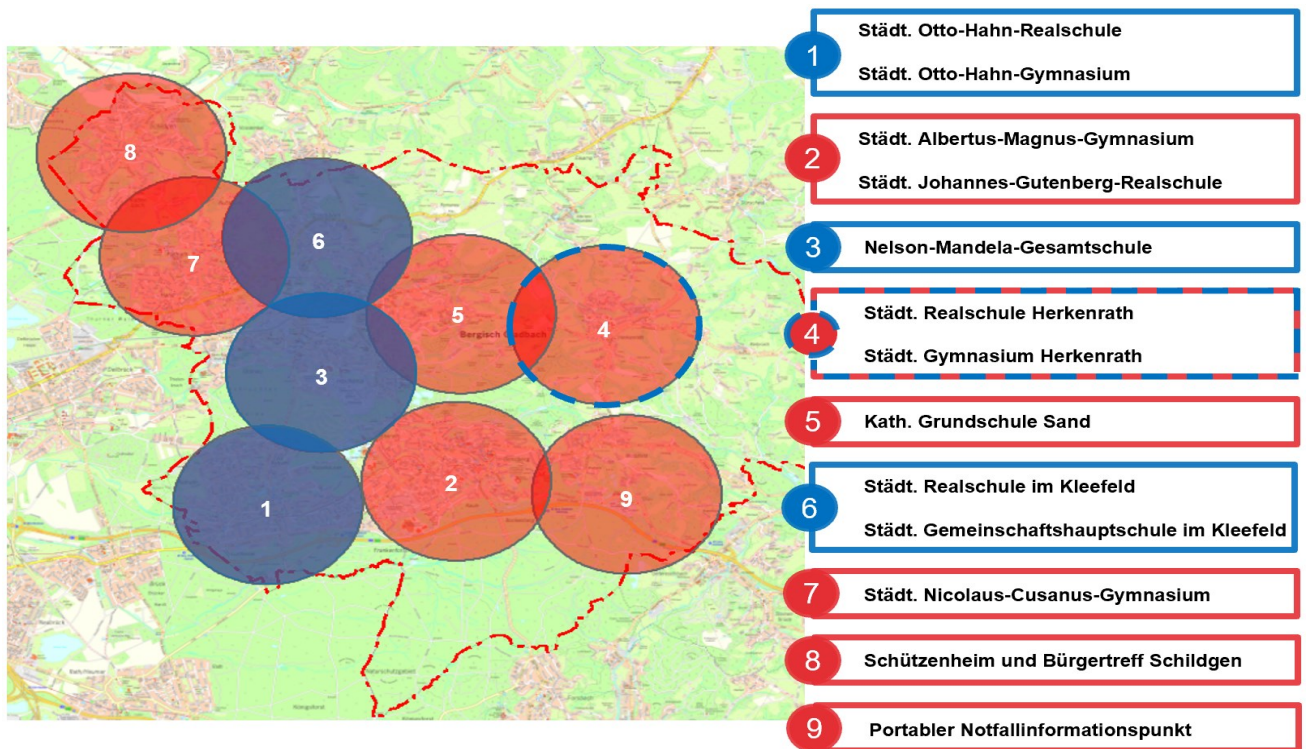 8
6
7
5
4
Bergisch Gladbach
3
2
1
9
1
Städt. Otto-Hahn-Realschule
Städt. Otto-Hahn-Gymnasium
2
Städt. Albertus-Magnus-Gymnasium
Städt. Johannes-Gutenberg-Realschule
3
Nelson-Mandela-Gesamtschule
4
Städt. Realschule Herkenrath
Städt. Gymnasium Herkenrath
5
Kath. Grundschule Sand
6
Städt. Realschule im Kleefeld
Städt. Gemeinschaftshauptschule im Kleefeld
7
Städt. Nicolaus-Cusanus-Gymnasium
8
Schützenheim und Bürgertreff Schildgen
9
Portabler Notfallinformationspunkt